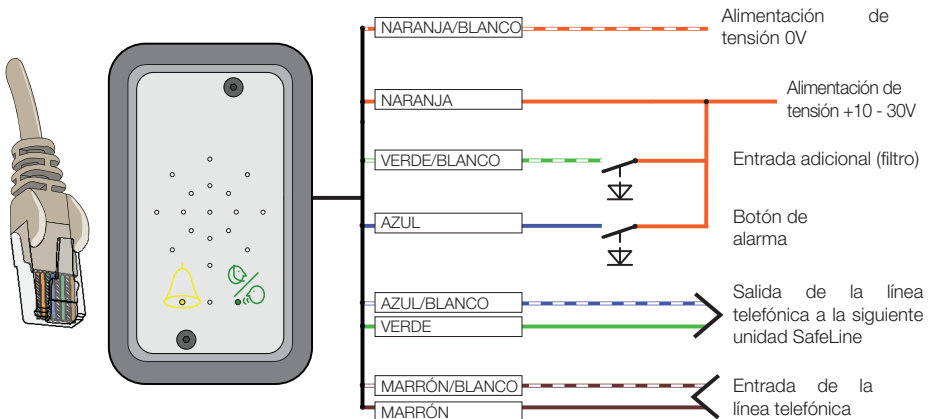 NARANJA/BLANCO
Alimentación de
tensión 0V
NARANJA
Alimentación de
tensión +10 - 30V
VERDE/BLANCO
Entrada adicional (filtro)
AZUL
Botón de
alarma
AZUL/BLANCO
VERDE
Salida de la línea
telefónica a la siguiente
unidad SafeLine
MARRÓN/BLANCO
MARRÓN
Entrada de la
línea telefónica